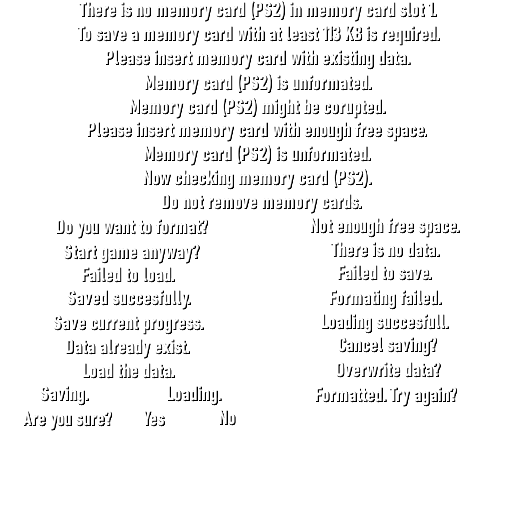 There is no memory card (PS2) in memory card slot 1.
To save a memory card with at least 113 KB is required.
Please insert memory card with existing data.
Memory card (PS2) is unformated.
Memory card (PS2) might be corupted.
Please insert memory card with enough free space.
Memory card (PS2) is unformated.
Now checking memory card (PS2).
Do not remove memory cards.
Do you want to format? Not enough free space.
Start game anyway? There is no data.
Failed to load. Failed to save.
Saved succesfully. Formating failed.
Save current progress. Loading succesfull.
Data already exist. Cancel saving?
Load the data. Overwrite data?
Saving. Loading. Formatted. Try again?
Are you sure? Yes No